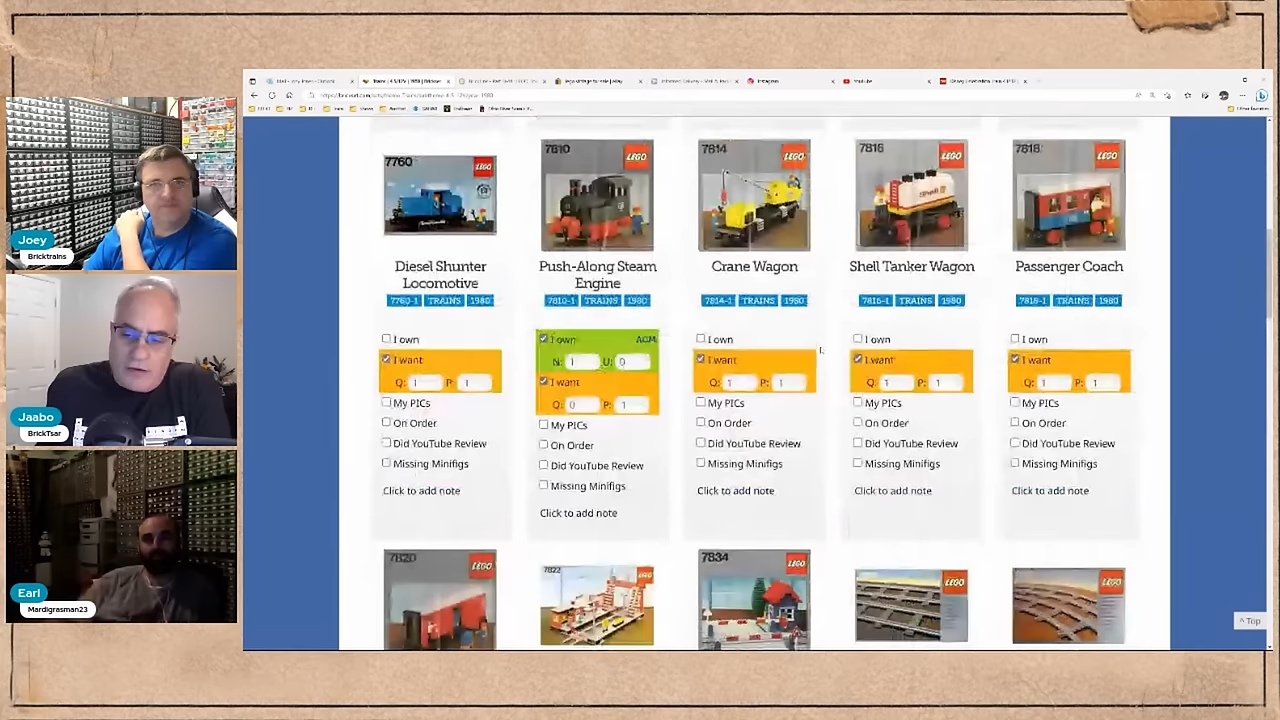 Joey
Bricktrains
Jaabo
BrickTsar
Earl
Mardigrasman23
7760
LEGO
7810
LEGO
7814
LEGO
7816
LEGO
7818
LEGO
Diesel Shunter
Locomotive
Push-Along Steam
Engine
Crane Wagon
Shell Tanker Wagon
Passenger Coach
7760-1 TRAINS 1980
7810-1 TRAINS 1980
7814-1 TRAINS 1980
7816-1 TRAINS 1980
7818-1 TRAINS 1980
I own
I want
Q: 1 P: 1
My PICs
On Order
Did YouTube Review
Missing Minifigs
Click to add note
I own ACM
N: 1 U: 0
I want
Q: 0 P: 1
My PICs
On Order
Did YouTube Review
Missing Minifigs
Click to add note
I own
I want
Q: 1 P: 1
My PICs
On Order
Did YouTube Review
Missing Minifigs
Click to add note
I own
I want
Q: 1 P: 1
My PICs
On Order
Did YouTube Review
Missing Minifigs
Click to add note
I own
I want
Q: 1 P: 1
My PICs
On Order
Did YouTube Review
Missing Minifigs
Click to add note
7820
LEGO
7822
LEGO
7834
LEGO
LEGO
LEGO
^ Top